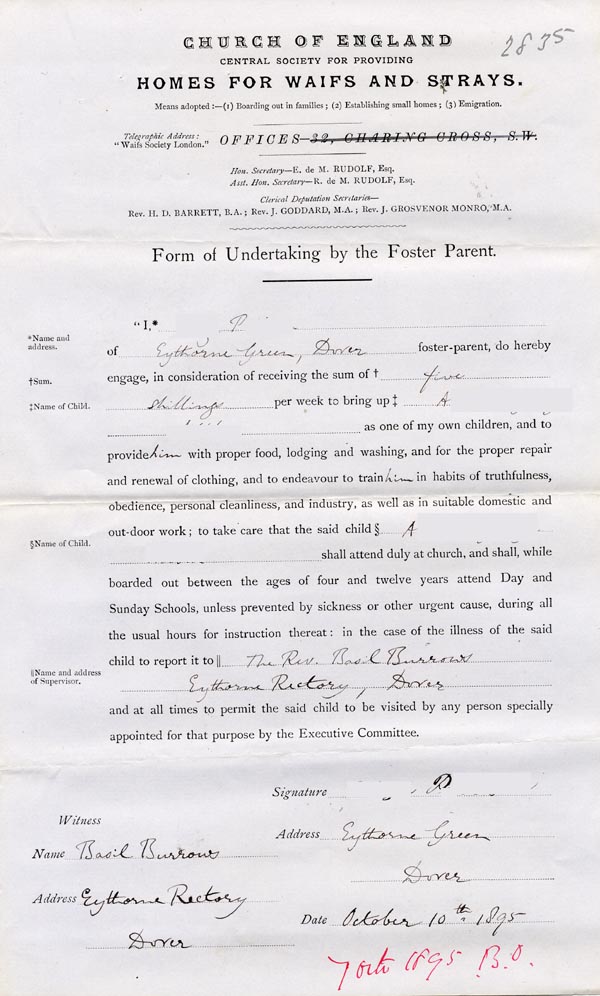 2835
CHURCH OF ENGLAND
CENTRAL SOCIETY FOR PROVIDING
HOMES FOR WAIFS AND STRAYS.
Means adopted:—(1) Boarding out in families; (2) Establishing small homes; (3) Emigration.
Telegraphic Address:
"Waifs Society London."
OFFICES—32, CHARING CROSS, S.W.
Hon. Secretary—E. de M. RUDOLF, Esq.
Asst. Hon. Secretary—R. de M. RUDOLF, Esq.
Clerical Deputation Secretaries—
Rev. H. D. BARRETT, B.A.; Rev. J. GODDARD, M.A.; Rev. J. GROSVENOR MONRO, M.A.
Form of Undertaking by the Foster Parent.
"I,* P
*Name and
address.
of Eythorne Green, Dover foster-parent, do hereby
†Sum.
engage, in consideration of receiving the sum of † five
‡Name of Child.
shillings per week to bring up ‡ A
as one of my own children, and to
provide him with proper food, lodging and washing, and for the proper repair
and renewal of clothing, and to endeavour to train him in habits of truthfulness,
obedience, personal cleanliness, and industry, as well as in suitable domestic and
out-door work; to take care that the said child § A
§Name of Child.
shall attend duly at church, and shall, while
boarded out between the ages of four and twelve years attend Day and
Sunday Schools, unless prevented by sickness or other urgent cause, during all
the usual hours for instruction thereat: in the case of the illness of the said
child to report it to || The Rev. Basil Burrows
||Name and address
of Supervisor.
Eythorne Rectory, Dover
and at all times to permit the said child to be visited by any person specially
appointed for that purpose by the Executive Committee.
Signature P
Witness
Name Basil Burrows
Address Eythorne Green
Dover
Address Eythorne Rectory
Dover
Date October 10th 1895
7 Octr 1895 B.O.